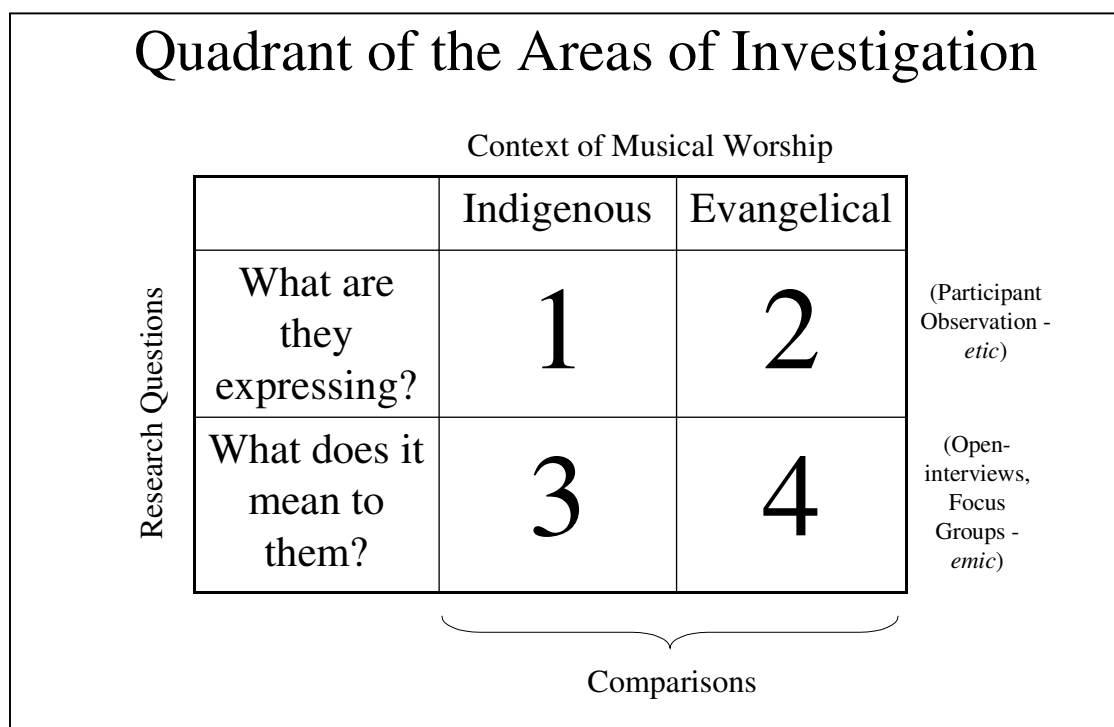 Quadrant of the Areas of Investigation
Context of Musical Worship
Indigenous Evangelical
Research Questions
What are
they
expressing?
1 2
(Participant
Observation -
etic)
What does it
mean to
them?
3 4
(Open-
interviews,
Focus
Groups -
emic)
Comparisons